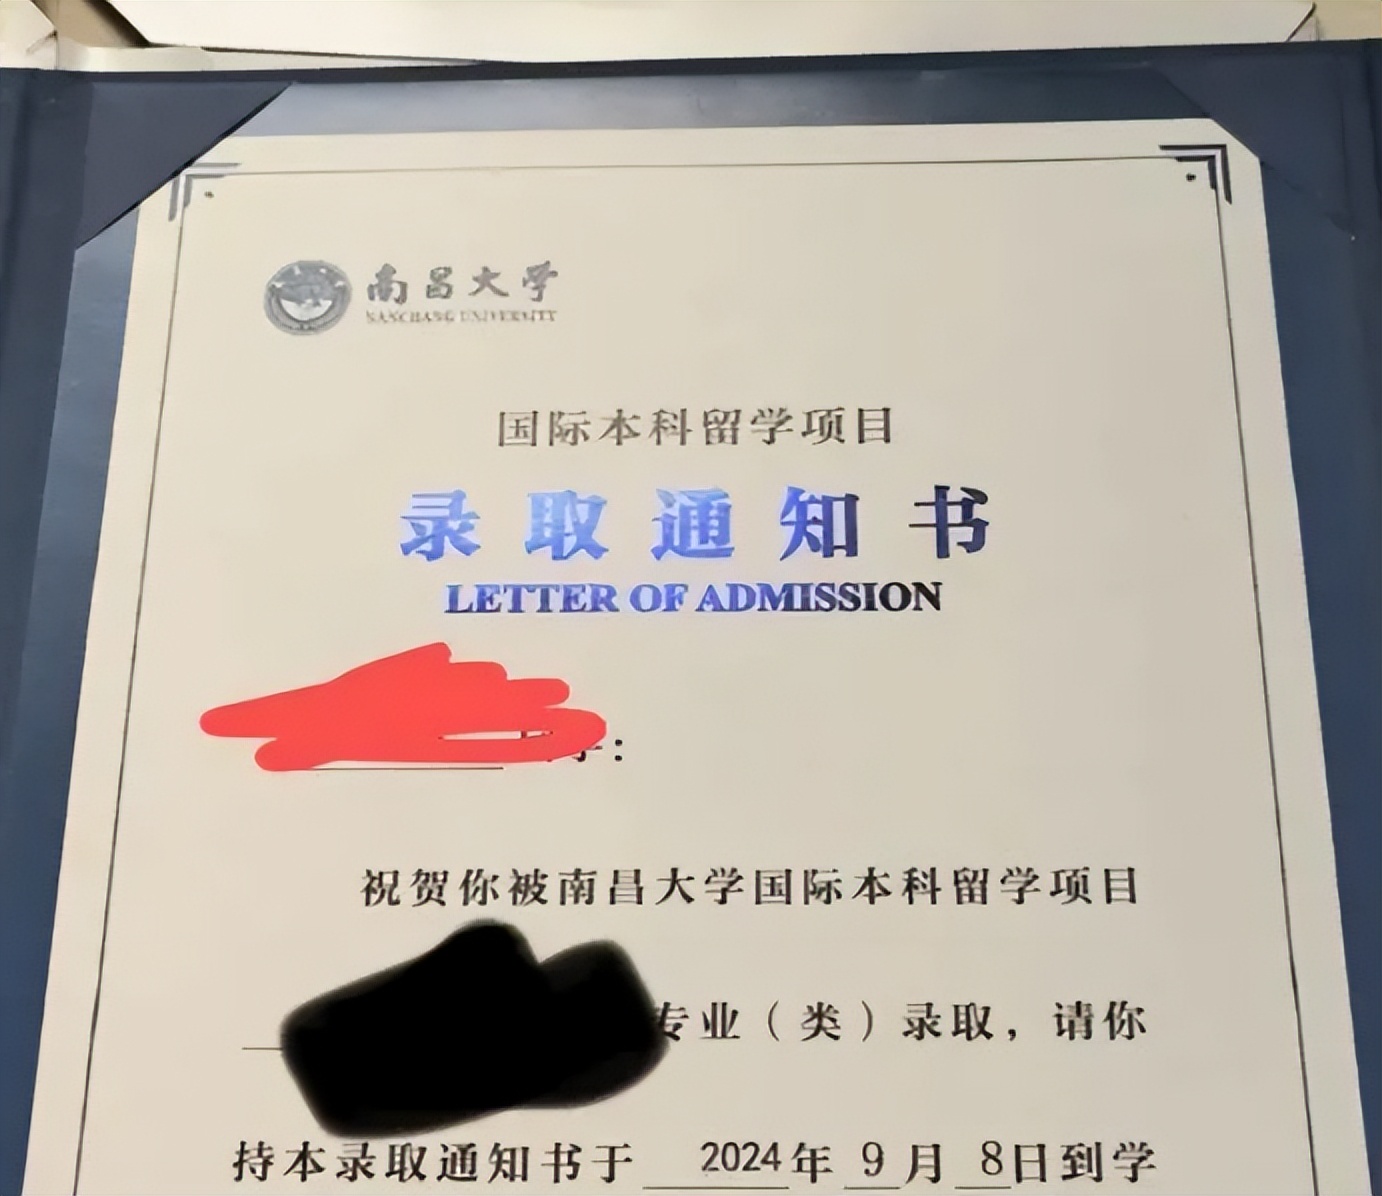 南昌大学
NANCHANG UNIVERSITY
国际本科留学项目
录取通知书
LETTER OF ADMISSION
：
祝贺你被南昌大学国际本科留学项目
专业（类）录取，请你
持本录取通知书于 2024年 9月 8日到学